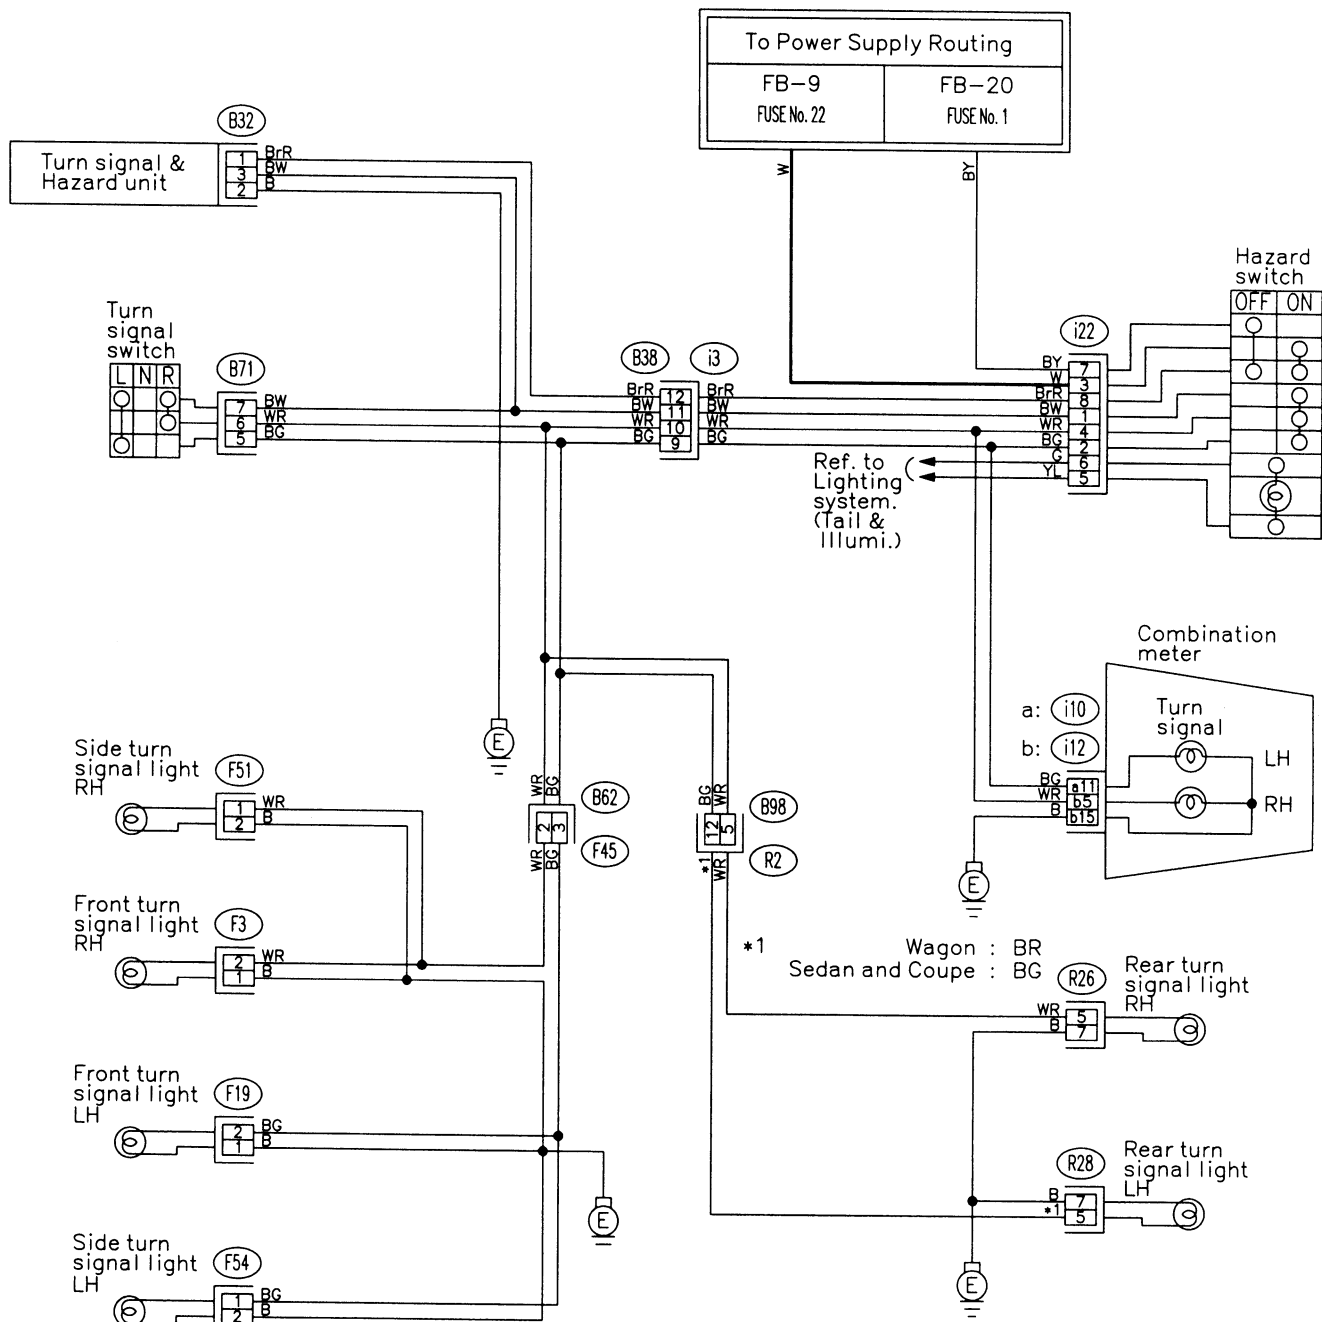 To Power Supply Routing
FB-9
FUSE No. 22
FB-20
FUSE No. 1
W
BY
B32
Turn signal &
Hazard unit
1
3
2
BrR
BW
B
Turn
signal
switch
L N R
B71
7
6
5
BW
WR
BG
B38
i3
BrR 12 BrR
BW 11 BW
WR 10 WR
BG 9 BG
i22
BY 7
W 3
BrR 8
BW 1
WR 4
BG 2
G 6
YL 5
Hazard
switch
OFF ON
Ref. to
Lighting
system.
(Tail &
Illumi.)
Combination
meter
a: i10
b: i12
Turn
signal
LH
RH
BG a11
WR b5
B b15
E
E
Side turn
signal light
RH
F51
1 WR
2 B
WR BG
B62
2 3
F45
WR BG
BG WR
B98
12 5
R2
*1 WR
Front turn
signal light
RH
F3
2 WR
1 B
*1
Wagon : BR
Sedan and Coupe : BG
R26
Rear turn
signal light
RH
WR 5
B 7
Front turn
signal light
LH
F19
2 BG
1 B
E
R28
Rear turn
signal light
LH
B 7
*1 5
E
Side turn
signal light
LH
F54
1 BG
2 B